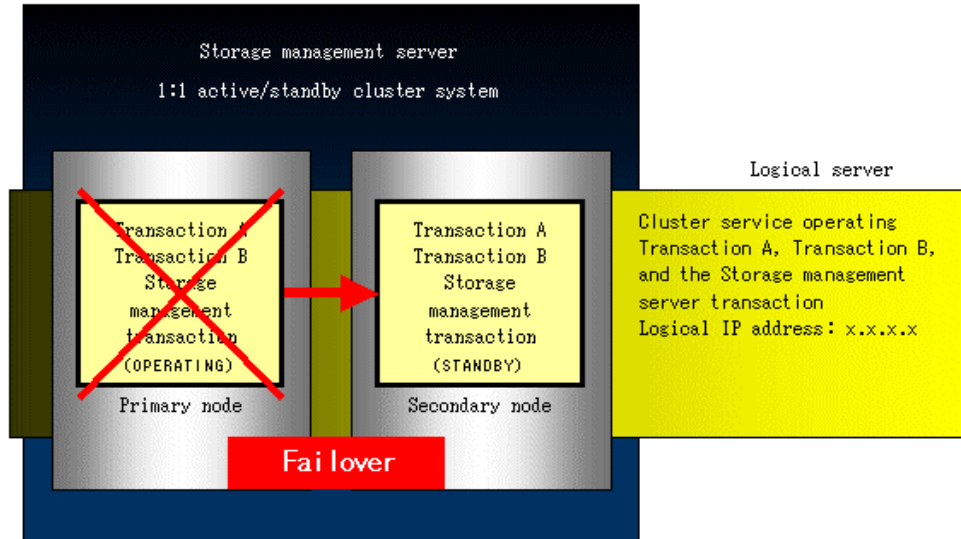 Storage management server
1:1 active/standby cluster system
Logical server
Transaction A
Transaction B
Storage
management
transaction
(OPERATING)
Primary node
Transaction A
Transaction B
Storage
management
transaction
(STANDBY)
Secondary node
Cluster service operating
Transaction A, Transaction B,
and the Storage management
server transaction
Logical IP address: x.x.x.x
Failover